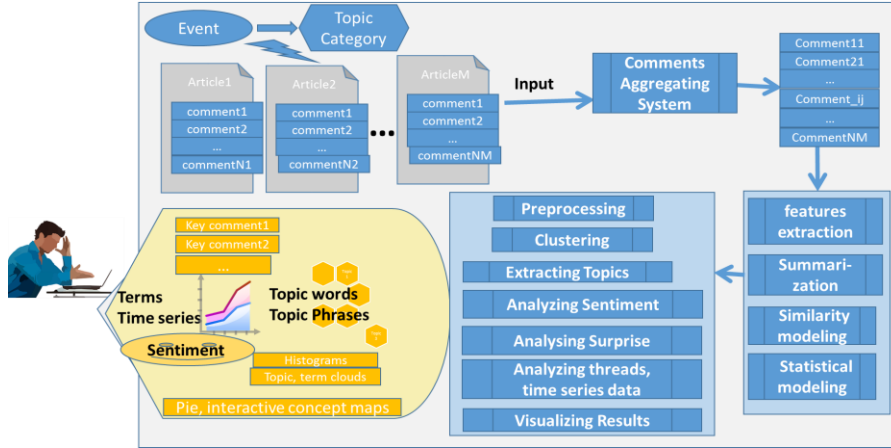 Event
Topic
Category
Article1
comment1
comment2
...
commentN1
Article2
comment1
comment2
...
commentN2
...
ArticleM
comment1
comment2
...
commentNM
Input
Comments
Aggregating
System
Comment11
Comment21
...
Comment_ij
...
CommentNM
features
extraction
Summari-
zation
Similarity
modeling
Statistical
modeling
Preprocessing
Clustering
Extracting Topics
Analyzing Sentiment
Analysing Surprise
Analyzing threads,
time series data
Visualizing Results
Key comment1
Key comment2
...
Terms
Time series
Topic words
Topic Phrases
Sentiment
Histograms
Topic, term clouds
Pie, interactive concept maps